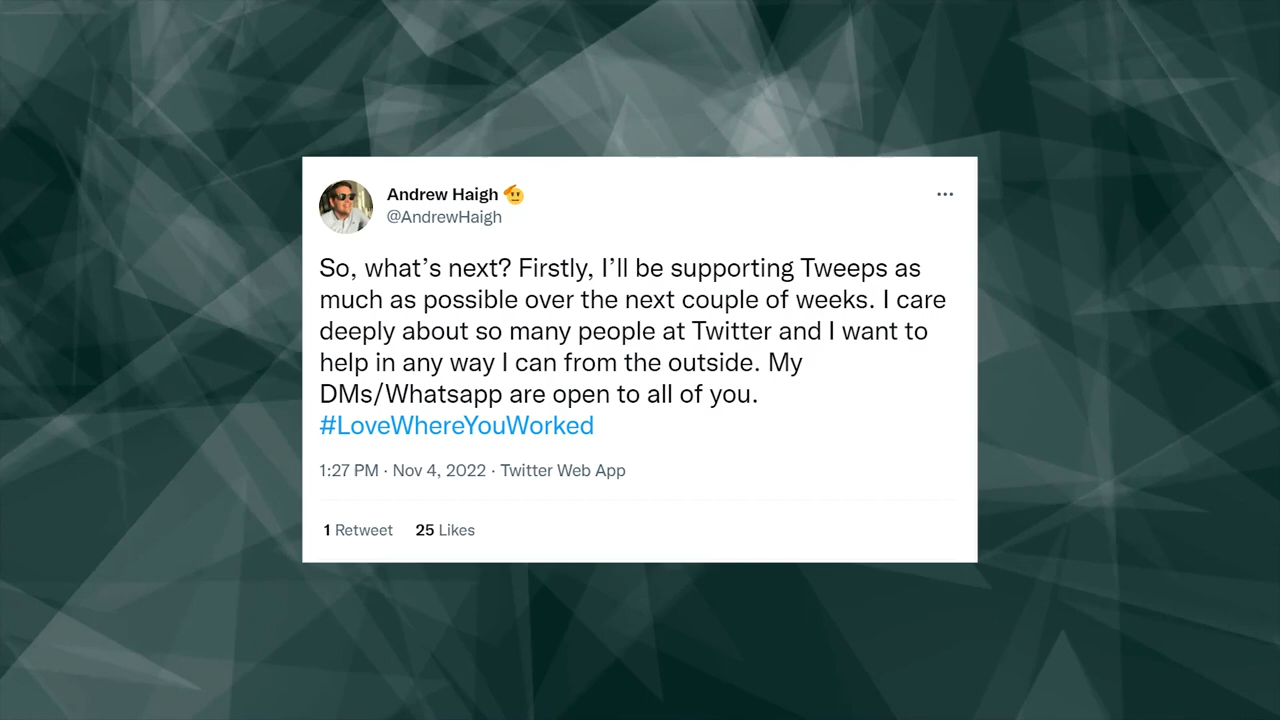 Andrew Haigh 🫡
@AndrewHaigh
So, what’s next? Firstly, I’ll be supporting Tweeps as
much as possible over the next couple of weeks. I care
deeply about so many people at Twitter and I want to
help in any way I can from the outside. My
DMs/Whatsapp are open to all of you.
#LoveWhereYouWorked
1:27 PM · Nov 4, 2022 · Twitter Web App
1 Retweet 25 Likes